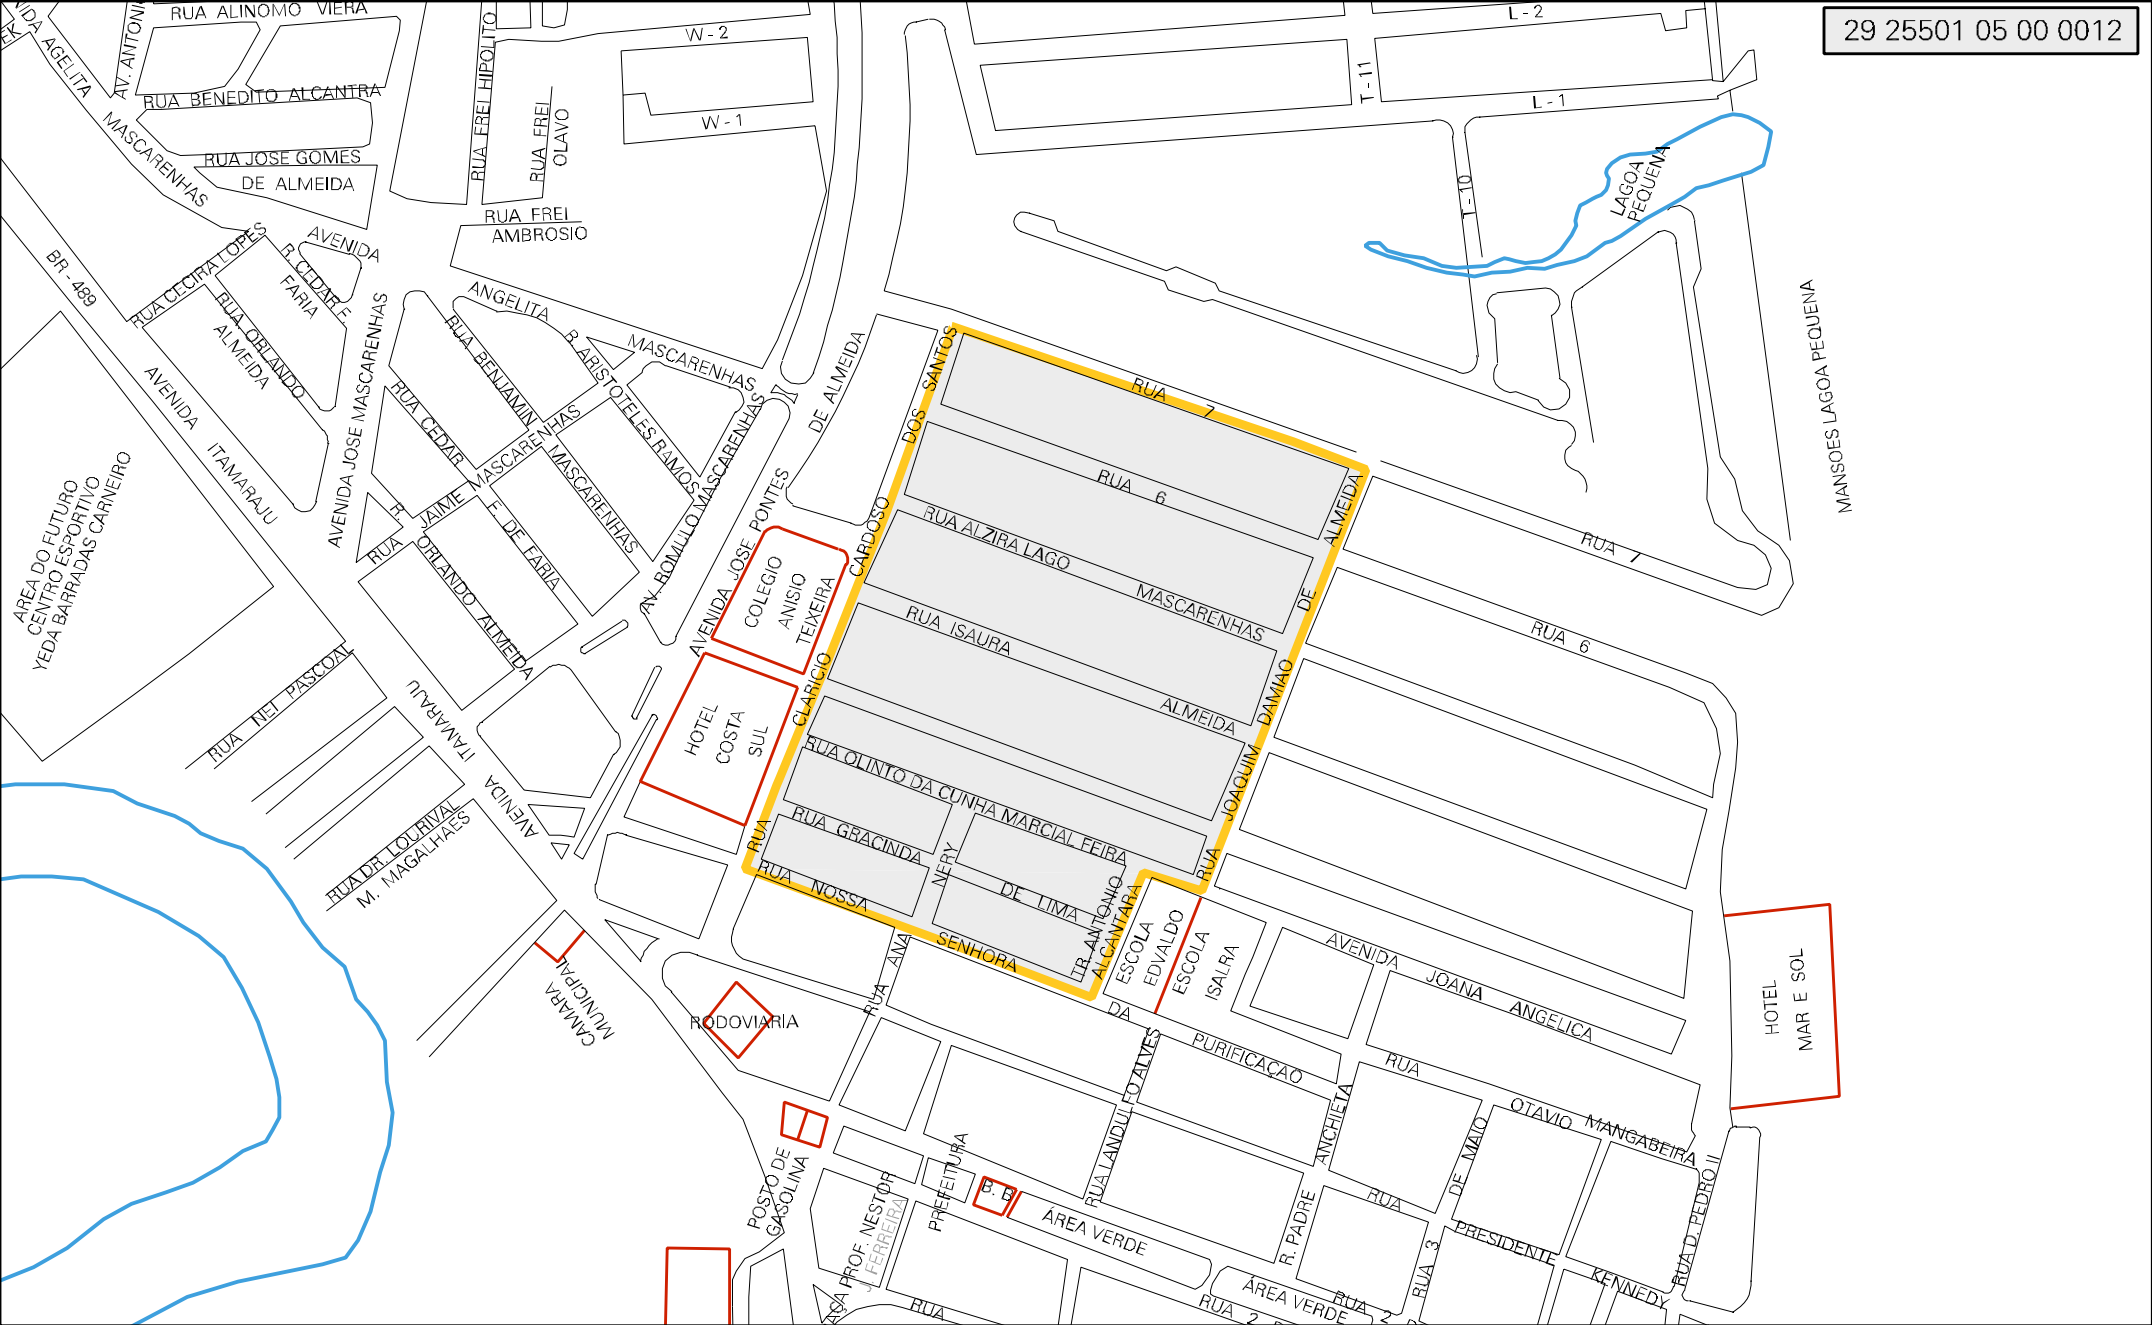 29 25501 05 00 0012
RUA ALINOMO VIERA
AGELITA
MASCARENHAS
RUA BENEDITO ALCANTRA
RUA JOSE GOMES
DE ALMEIDA
RUA FREI HIPOLITO
RUA FREI
OLAVO
RUA FREI
AMBROSIO
W-2
W-1
L-2
T-11
L-1
T-10
LAGOA
PEQUENA
MANISOES LAGOA PEQUENA
BR-489
RUA CECIRA LOPES
R. CEDAR F.
FARIA
AVENIDA
ANGELITA
MASCARENHAS
RUA ORLANDO
ALMEIDA
AVENIDA JOSE MASCARENHAS
RUA BENJAMIN
MASCARENHAS
R. ARISTOTELES RAMOS
RUA CEDAR
F. DE FARIA
R. JAIME MASCARENHAS
RUA ORLANDO ALMEIDA
AV. ROMULO MASCARENHAS
AVENIDA JOSE PONTES
DE ALMEIDA
AVENIDA ITAMARAJU
AREA DO FUTURO
CENTRO ESPORTIVO
YEDA BARRADAS CARNEIRO
COLEGIO
ANISIO
TEIXEIRA
HOTEL
COSTA
SUL
RUA CLARICIO CARDOSO DOS SANTOS
RUA 7
RUA 6
RUA ALZIRA LAGO MASCARENHAS
RUA ISAURA ALMEIDA
RUA OLINTO DA CUNHA MARCIAL FEIRA
RUA GRACINDA NERY DE LIMA
RUA JOAQUIM DAMIAO DE ALMEIDA
RUA 7
RUA 6
RUA NEI PASCOAL
AVENIDA ITAMARAJU
RUA DR. LOURIVAL
M. MAGALHAES
RUA NOSSA SENHORA DA PURIFICAÇAO
TR. ANTONIO
ALCANTARA
ESCOLA
EDVALDO
ESCOLA
ISALRA
AVENIDA JOANA ANGELICA
HOTEL
MAR E SOL
CAMARA
MUNICIPAL
RODOVIARIA
RUA ANA
RUA OTAVIO MANGABEIRA
RUA LANDULFO ALVES
R. PADRE ANCHIETA
RUA 3 DE MAIO
POSTO DE
GASOLINA
PROF. NESTOR
FERREIRA
PREFEITURA
B. B
ÁREA VERDE
RUA PRESIDENTE KENNEDY
RUA D. PEDRO II
ÁREA VERDE
RUA
RUA 2
RUA 2